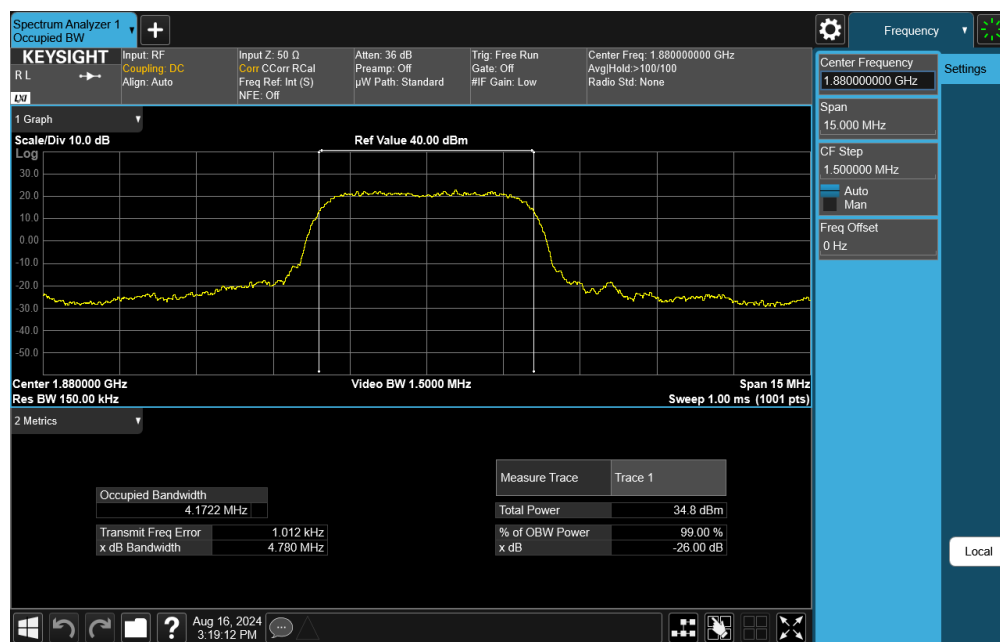 Spectrum Analyzer 1
Occupied BW
Frequency
KEYSIGHT
R L
LXI
Input: RF
Coupling: DC
Align: Auto
Input Z: 50 Ω
Corr CCorr RCal
Freq Ref: Int (S)
NFE: Off
Atten: 36 dB
Preamp: Off
µW Path: Standard
Trig: Free Run
Gate: Off
#IF Gain: Low
Center Freq: 1.880000000 GHz
Avg|Hold:>100/100
Radio Std: None
Center Frequency
1.880000000 GHz
Settings
Span
15.000 MHz
CF Step
1.500000 MHz
Auto
Man
Freq Offset
0 Hz
Local
1 Graph
Scale/Div 10.0 dB
Ref Value 40.00 dBm
Log
30.0
20.0
10.0
0.00
-10.0
-20.0
-30.0
-40.0
-50.0
Center 1.880000 GHz
Video BW 1.5000 MHz
Span 15 MHz
Res BW 150.00 kHz
Sweep 1.00 ms (1001 pts)
2 Metrics
Occupied Bandwidth
4.1722 MHz
Transmit Freq Error 1.012 kHz
x dB Bandwidth 4.780 MHz
Measure Trace Trace 1
Total Power 34.8 dBm
% of OBW Power 99.00 %
x dB -26.00 dB
?
Aug 16, 2024
3:19:12 PM